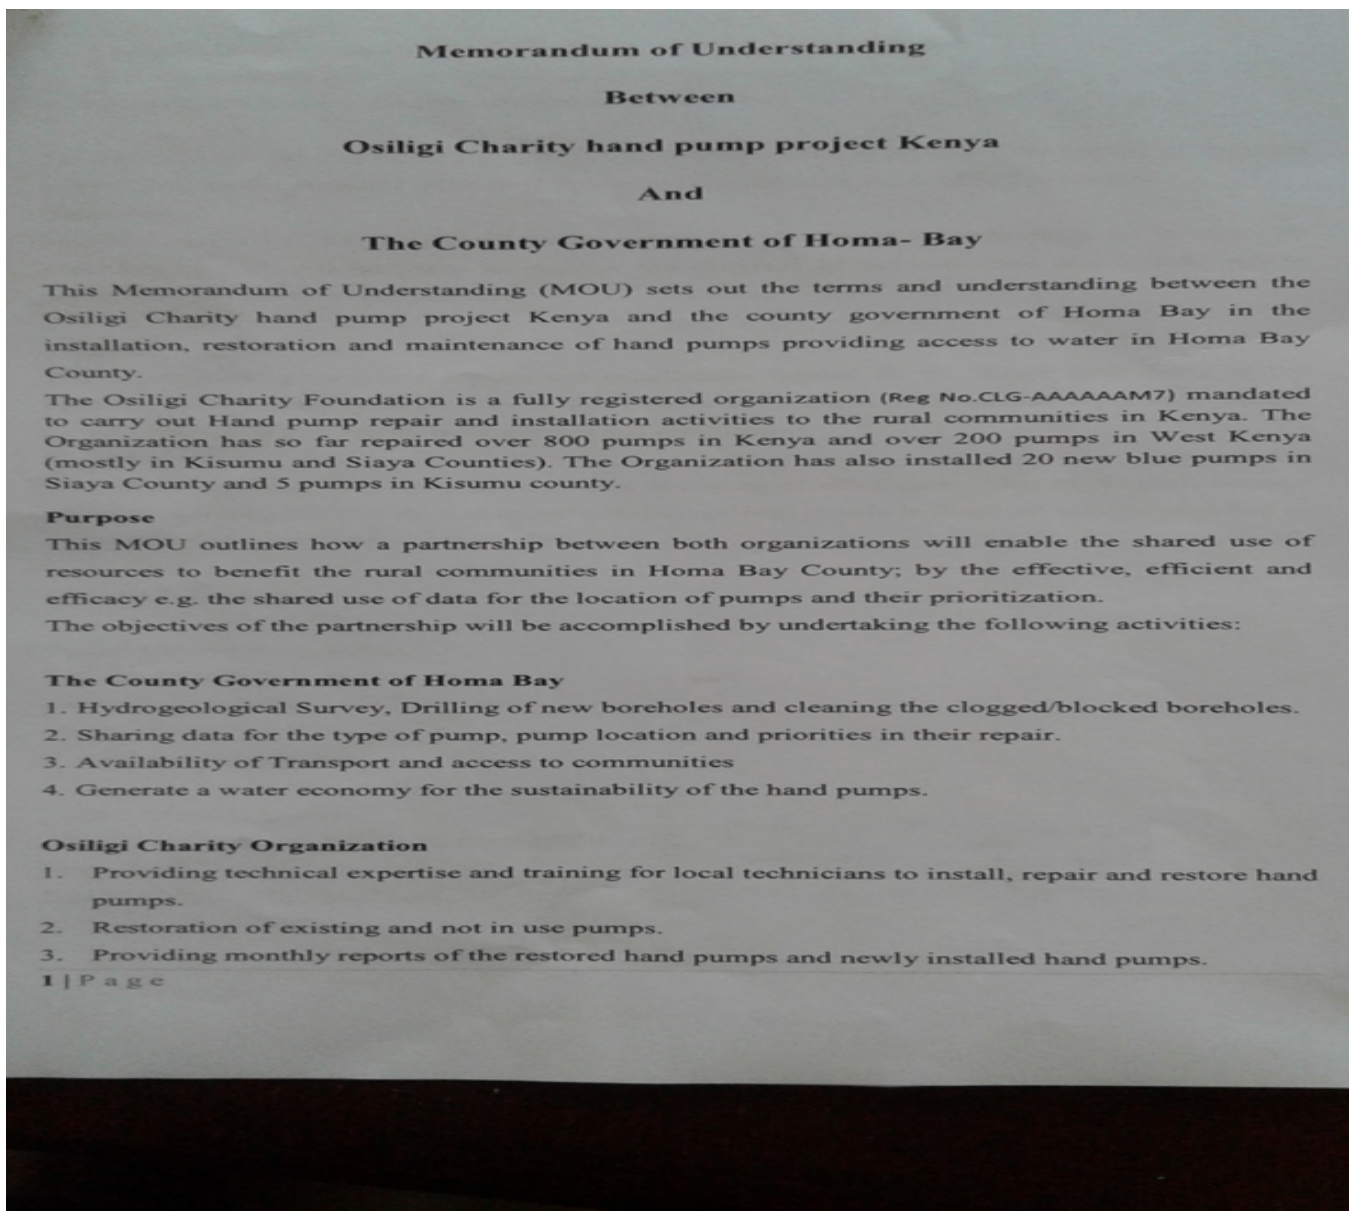 Memorandum of Understanding
Between
Osiligi Charity hand pump project Kenya
And
The County Government of Homa- Bay
This Memorandum of Understanding (MOU) sets out the terms and understanding between the
Osiligi Charity hand pump project Kenya and the county government of Homa Bay in the
installation, restoration and maintenance of hand pumps providing access to water in Homa Bay
County.
The Osiligi Charity Foundation is a fully registered organization (Reg No.CLG-AAAAAAM7) mandated
to carry out Hand pump repair and installation activities to the rural communities in Kenya. The
Organization has so far repaired over 800 pumps in Kenya and over 200 pumps in West Kenya
(mostly in Kisumu and Siaya Counties). The Organization has also installed 20 new blue pumps in
Siaya County and 5 pumps in Kisumu county.
Purpose
This MOU outlines how a partnership between both organizations will enable the shared use of
resources to benefit the rural communities in Homa Bay County; by the effective, efficient and
efficacy e.g. the shared use of data for the location of pumps and their prioritization.
The objectives of the partnership will be accomplished by undertaking the following activities:
The County Government of Homa Bay
1. Hydrogeological Survey, Drilling of new boreholes and cleaning the clogged/blocked boreholes.
2. Sharing data for the type of pump, pump location and priorities in their repair.
3. Availability of Transport and access to communities
4. Generate a water economy for the sustainability of the hand pumps.
Osiligi Charity Organization
1. Providing technical expertise and training for local technicians to install, repair and restore hand
pumps.
2. Restoration of existing and not in use pumps.
3. Providing monthly reports of the restored hand pumps and newly installed hand pumps.
1 | P a g e